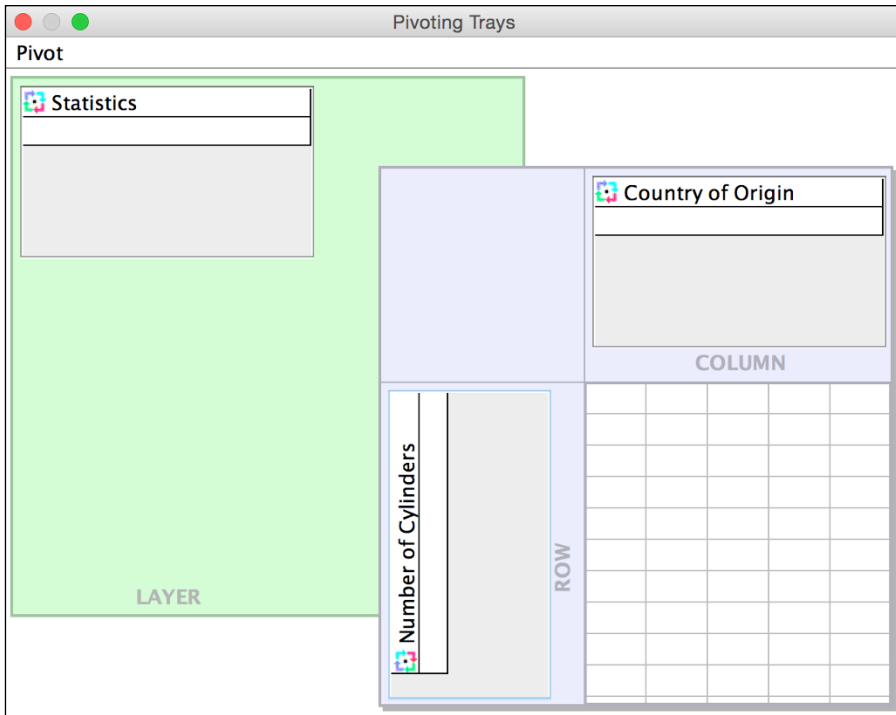 Pivoting Trays
Pivot
Statistics
Country of Origin
COLUMN
Number of Cylinders
ROW
LAYER